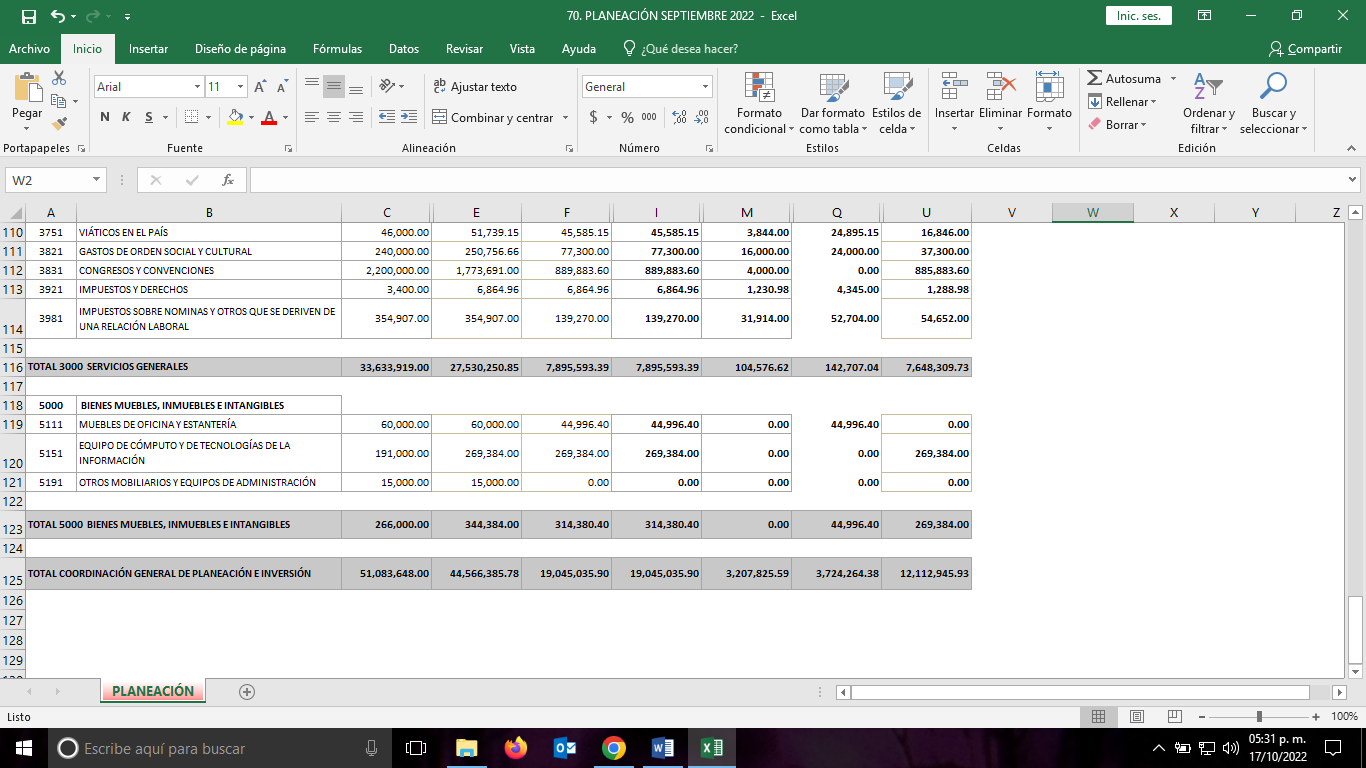 70. PLANEACIÓN SEPTIEMBRE 2022 - Excel
Inic. ses.
Archivo Inicio Insertar Diseño de página Fórmulas Datos Revisar Vista Ayuda ¿Qué desea hacer? Compartir
Pegar
Arial 11
N K S
Ajustar texto
Combinar y centrar
General
$ % 000
Formato condicional
Dar formato como tabla
Estilos de celda
Insertar Eliminar Formato
Autosuma
Rellenar
Borrar
Ordenar y filtrar
Buscar y seleccionar
Portapapeles Fuente Alineación Número Estilos Celdas Edición
W2 fx
A B C E F I M Q U V W X Y Z
110 3751 VIÁTICOS EN EL PAÍS 46,000.00 51,739.15 45,585.15 45,585.15 3,844.00 24,895.15 16,846.00
111 3821 GASTOS DE ORDEN SOCIAL Y CULTURAL 240,000.00 250,756.66 77,300.00 77,300.00 16,000.00 24,000.00 37,300.00
112 3831 CONGRESOS Y CONVENCIONES 2,200,000.00 1,773,691.00 889,883.60 889,883.60 4,000.00 0.00 885,883.60
113 3921 IMPUESTOS Y DERECHOS 3,400.00 6,864.96 6,864.96 6,864.96 1,230.98 4,345.00 1,288.98
114 3981 IMPUESTOS SOBRE NOMINAS Y OTROS QUE SE DERIVEN DE
UNA RELACIÓN LABORAL 354,907.00 354,907.00 139,270.00 139,270.00 31,914.00 52,704.00 54,652.00
115
116 TOTAL 3000 SERVICIOS GENERALES 33,633,919.00 27,530,250.85 7,895,593.39 7,895,593.39 104,576.62 142,707.04 7,648,309.73
117
118 5000 BIENES MUEBLES, INMUEBLES E INTANGIBLES
119 5111 MUEBLES DE OFICINA Y ESTANTERÍA 60,000.00 60,000.00 44,996.40 44,996.40 0.00 44,996.40 0.00
120 5151 EQUIPO DE CÓMPUTO Y DE TECNOLOGÍAS DE LA
INFORMACIÓN 191,000.00 269,384.00 269,384.00 269,384.00 0.00 0.00 269,384.00
121 5191 OTROS MOBILIARIOS Y EQUIPOS DE ADMINISTRACIÓN 15,000.00 15,000.00 0.00 0.00 0.00 0.00 0.00
122
123 TOTAL 5000 BIENES MUEBLES, INMUEBLES E INTANGIBLES 266,000.00 344,384.00 314,380.40 314,380.40 0.00 44,996.40 269,384.00
124
125 TOTAL COORDINACIÓN GENERAL DE PLANEACIÓN E INVERSIÓN 51,083,648.00 44,566,385.78 19,045,035.90 19,045,035.90 3,207,825.59 3,724,264.38 12,112,945.93
126
127
128
129
PLANEACIÓN
Listo 100%
Escribe aquí para buscar
05:31 p. m.
17/10/2022